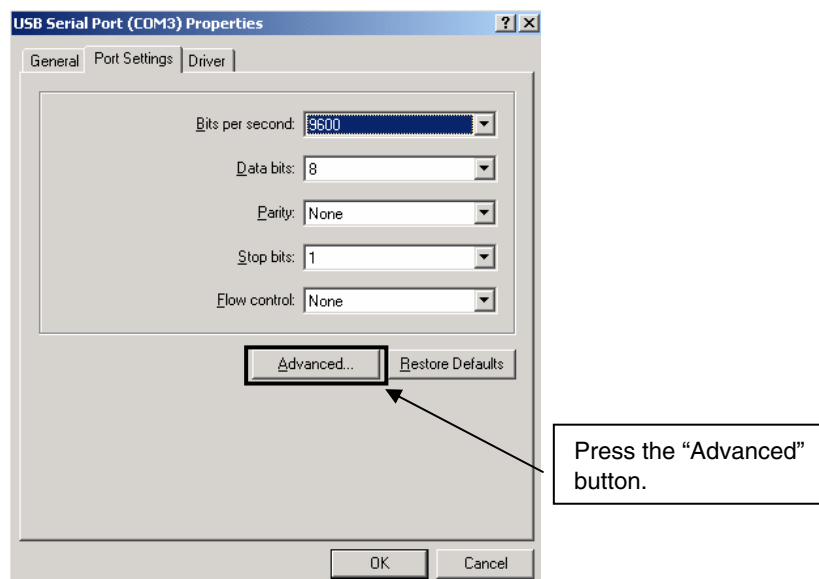 USB Serial Port (COM3) Properties
General Port Settings Driver
Bits per second: 9600
Data bits: 8
Parity: None
Stop bits: 1
Flow control: None
Advanced... Restore Defaults
Press the “Advanced”
button.
OK Cancel